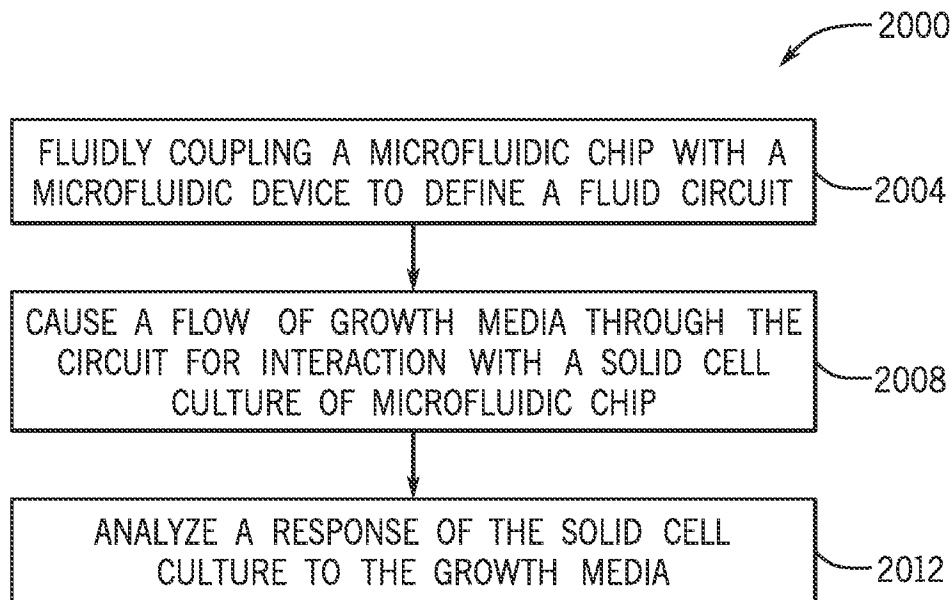 2000
FLUIDLY COUPLING A MICROFLUIDIC CHIP WITH A
MICROFLUIDIC DEVICE TO DEFINE A FLUID CIRCUIT
2004
CAUSE A FLOW OF GROWTH MEDIA THROUGH THE
CIRCUIT FOR INTERACTION WITH A SOLID CELL
CULTURE OF MICROFLUIDIC CHIP
2008
ANALYZE A RESPONSE OF THE SOLID CELL
CULTURE TO THE GROWTH MEDIA
2012